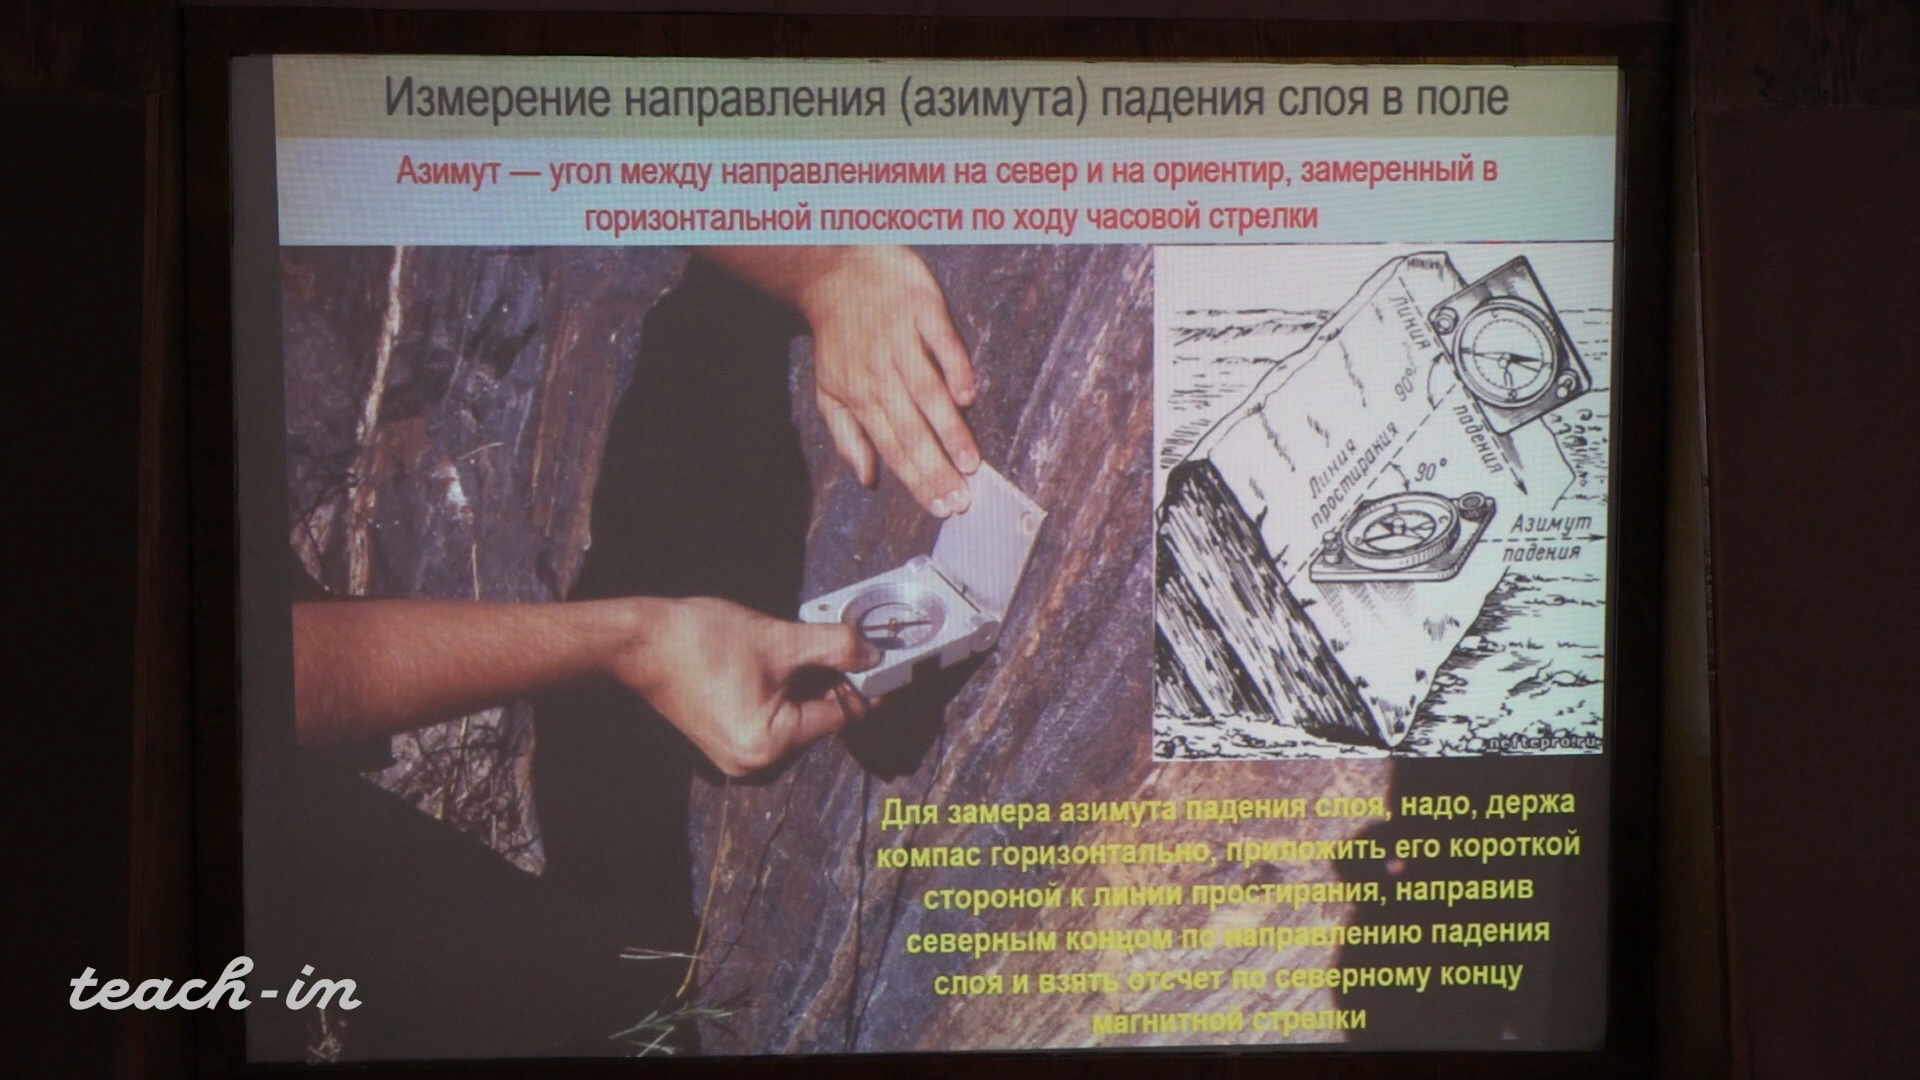 Измерение направления (азимута) падения слоя в поле
Азимут — угол между направлениями на север и на ориентир, замеренный в
горизонтальной плоскости по ходу часовой стрелки
Линия
падения
90°
Линия
простирания
90°
Азимут
падения
neftepro.ru
Для замера азимута падения слоя, надо, держа
компас горизонтально, приложить его короткой
стороной к линии простирания, направив
северным концом по направлению падения
слоя и взять отсчет по северному концу
магнитной стрелки
teach-in